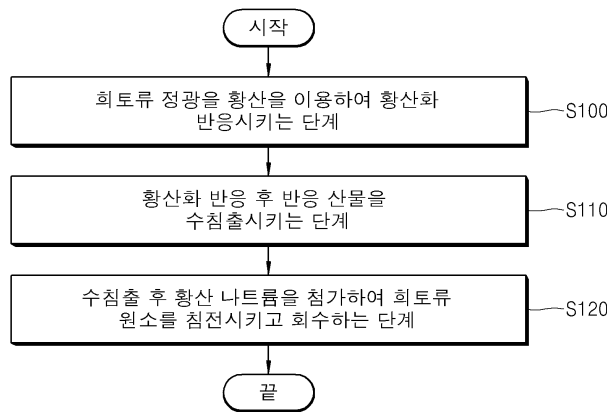 시작
희토류 정광을 황산을 이용하여 황산화
반응시키는 단계
S100
황산화 반응 후 반응 산물을
수침출시키는 단계
S110
수침출 후 황산 나트륨을 첨가하여 희토류
원소를 침전시키고 회수하는 단계
S120
끝